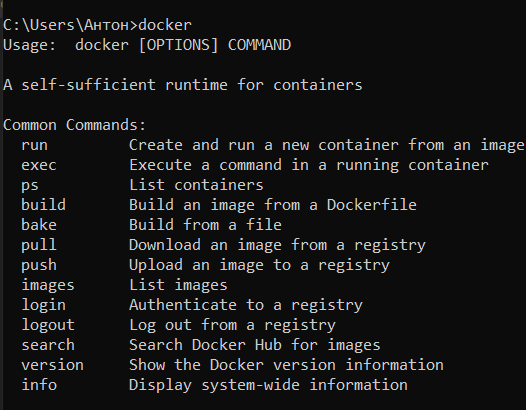 C:\Users\Антон>docker
Usage:  docker [OPTIONS] COMMAND

A self-sufficient runtime for containers

Common Commands:
  run         Create and run a new container from an image
  exec        Execute a command in a running container
  ps          List containers
  build       Build an image from a Dockerfile
  bake        Build from a file
  pull        Download an image from a registry
  push        Upload an image to a registry
  images      List images
  login       Authenticate to a registry
  logout      Log out from a registry
  search      Search Docker Hub for images
  version     Show the Docker version information
  info        Display system-wide information